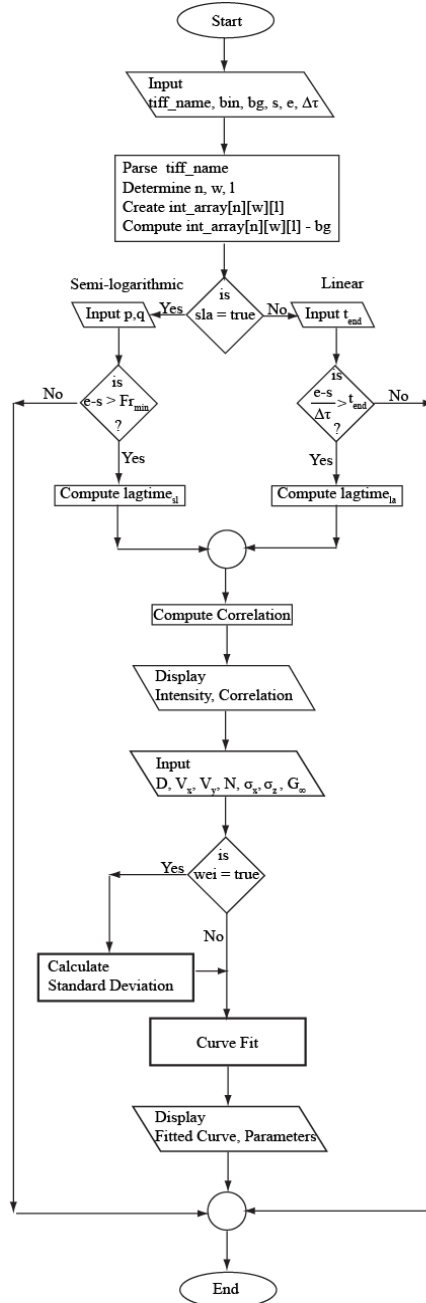 Start
Input
tiff_name, bin, bg, s, e, Δτ
Parse tiff_name
Determine n, w, l
Create int_array[n][w][l]
Compute int_array[n][w][l] - bg
Semi-logarithmic
Linear
Input p,q
Yes
is
sla = true
No
Input t_end
No
is
e-s > Fr_min
?
Yes
is
e-s
Δτ
> t_end
?
No
Yes
Compute lagtime_sl
Compute lagtime_la
Compute Correlation
Display
Intensity, Correlation
Input
D, V_x, V_y, N, σ_x, σ_z, G_∞
Yes
is
wei = true
No
Calculate
Standard Deviation
Curve Fit
Display
Fitted Curve, Parameters
End